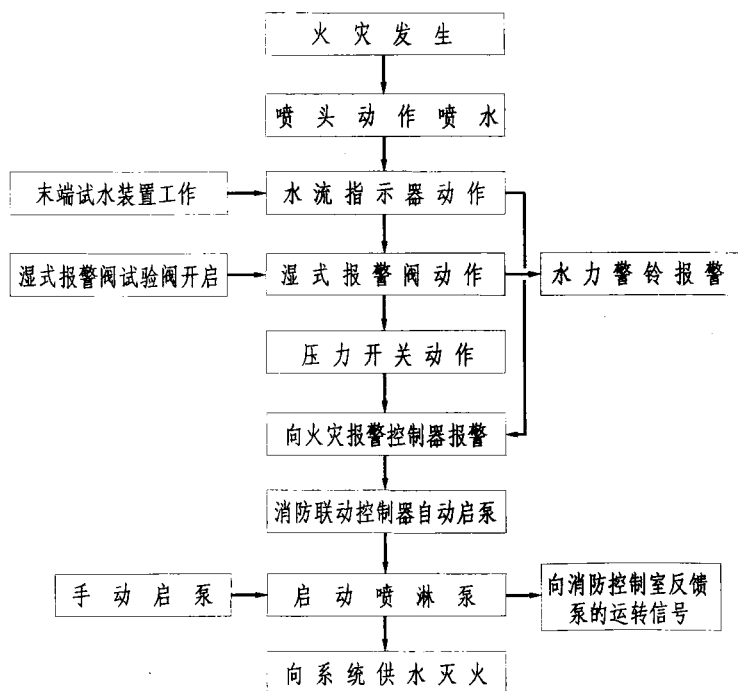 火灾发生
喷头动作喷水
末端试水装置工作
水流指示器动作
湿式报警阀试验阀开启
湿式报警阀动作
水力警铃报警
压力开关动作
向火灾报警控制器报警
消防联动控制器自动启泵
手动启泵
启动喷淋泵
向消防控制室反馈
泵的运转信号
向系统供水灭火